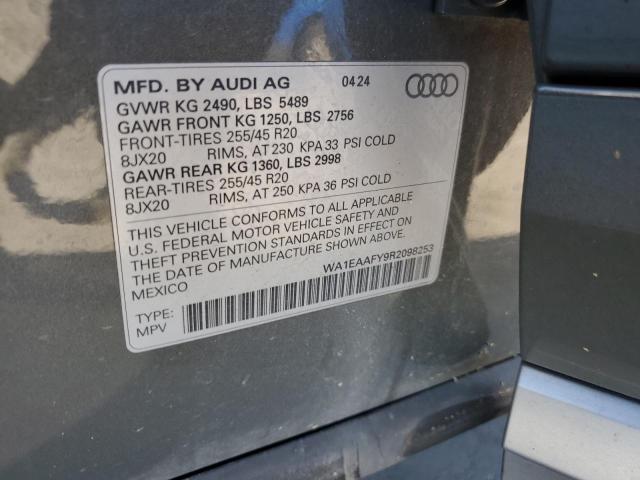 MFD. BY AUDI AG 04 24
GVWR KG 2490, LBS 5489
GAWR FRONT KG 1250, LBS 2756
FRONT-TIRES 255/45 R20
8JX20 RIMS, AT 230 KPA 33 PSI COLD
GAWR REAR KG 1360, LBS 2998
REAR-TIRES 255/45 R20
8JX20 RIMS, AT 250 KPA 36 PSI COLD
THIS VEHICLE CONFORMS TO ALL APPLICABLE
U.S. FEDERAL MOTOR VEHICLE SAFETY AND
THEFT PREVENTION STANDARDS IN EFFECT ON
THE DATE OF MANUFACTURE SHOWN ABOVE.
MEXICO
WA1EAAFY9R2098253
TYPE:
MPV